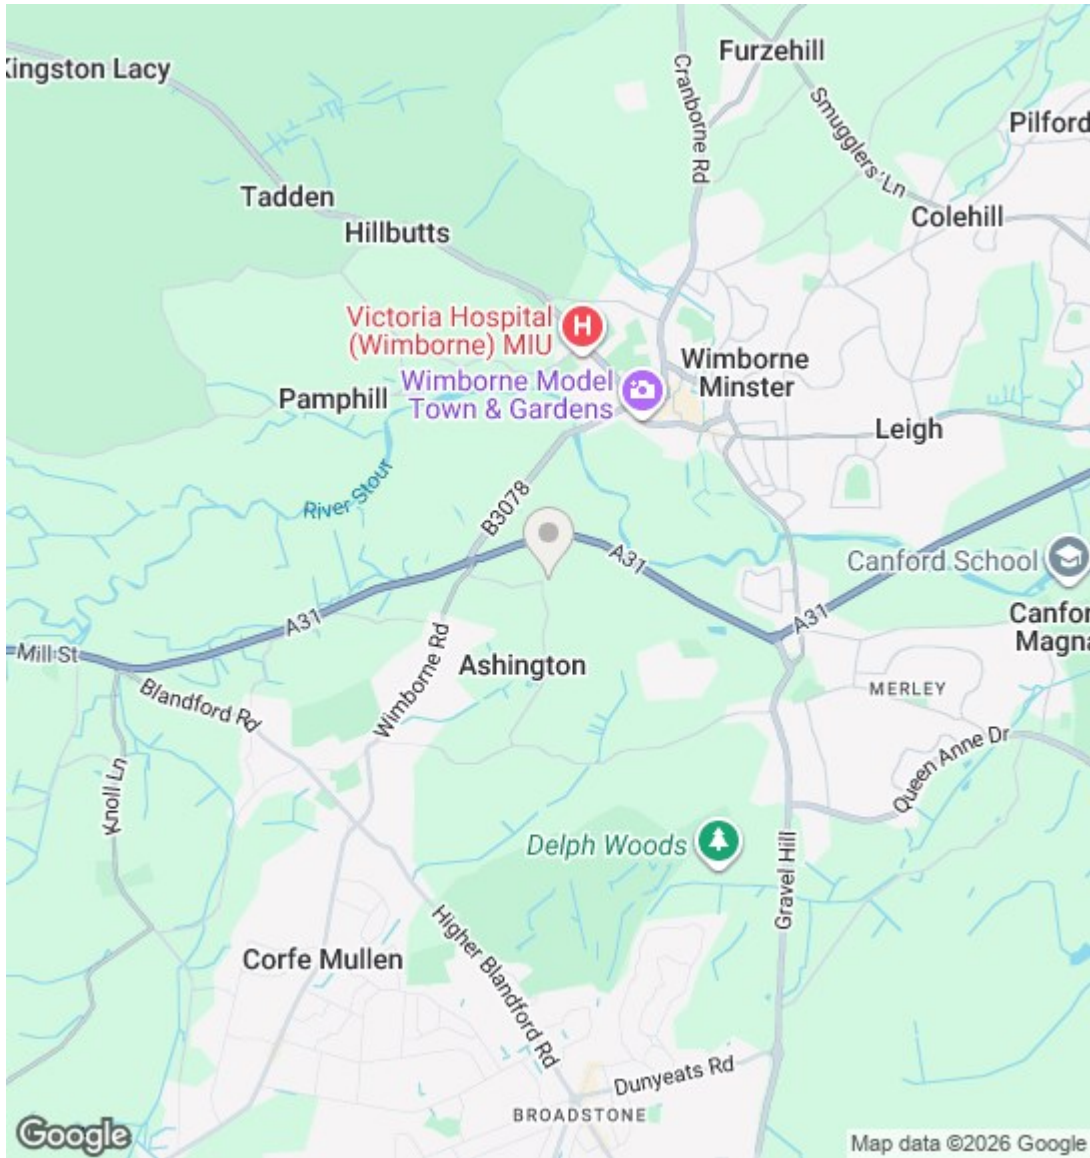 Furzehill
Kingston Lacy
Cranborne Rd
Smugglers' Ln
Pilford
Tadden
Colehill
Hillbutts
Victoria Hospital
(Wimborne) MIU
H
Wimborne
Minster
Wimborne Model
Town & Gardens
Pamphill
Leigh
River Stour
B3078
A31
Canford School
A31
A31
Canfor
Magna
Mill St
Wimborne Rd
Ashington
MERLEY
Blandford Rd
Queen Anne Dr
Knoll Ln
Delph Woods
Gravel Hill
Higher Blandford Rd
Corfe Mullen
Dunyeats Rd
BROADSTONE
Google
Map data ©2026 Google